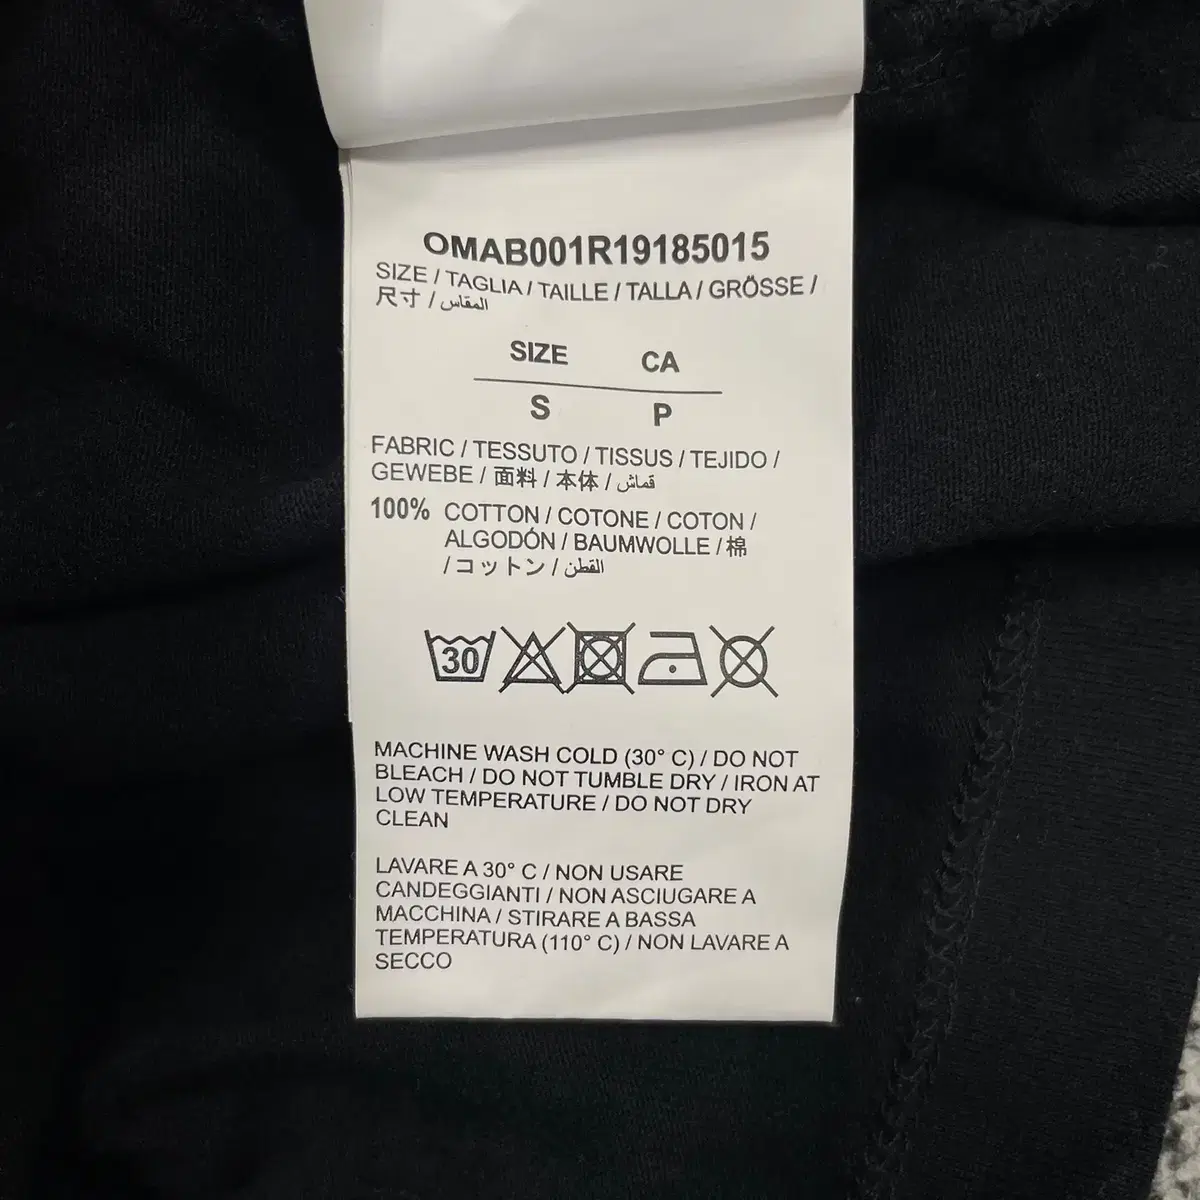 OMAB001R19185015
SIZE / TAGLIA / TAILLE / TALLA / GRÖSSE /
尺寸 / المقاس
SIZE CA
S P
FABRIC / TESSUTO / TISSUS / TEJIDO /
GEWEBE / 面料 / 本体 / قماش
100% COTTON / COTONE / COTON /
ALGODÓN / BAUMWOLLE / 棉
/ コットン / القطن
30
MACHINE WASH COLD (30° C) / DO NOT
BLEACH / DO NOT TUMBLE DRY / IRON AT
LOW TEMPERATURE / DO NOT DRY
CLEAN
LAVARE A 30° C / NON USARE
CANDEGGIANTI / NON ASCIUGARE A
MACCHINA / STIRARE A BASSA
TEMPERATURA (110° C) / NON LAVARE A
SECCO